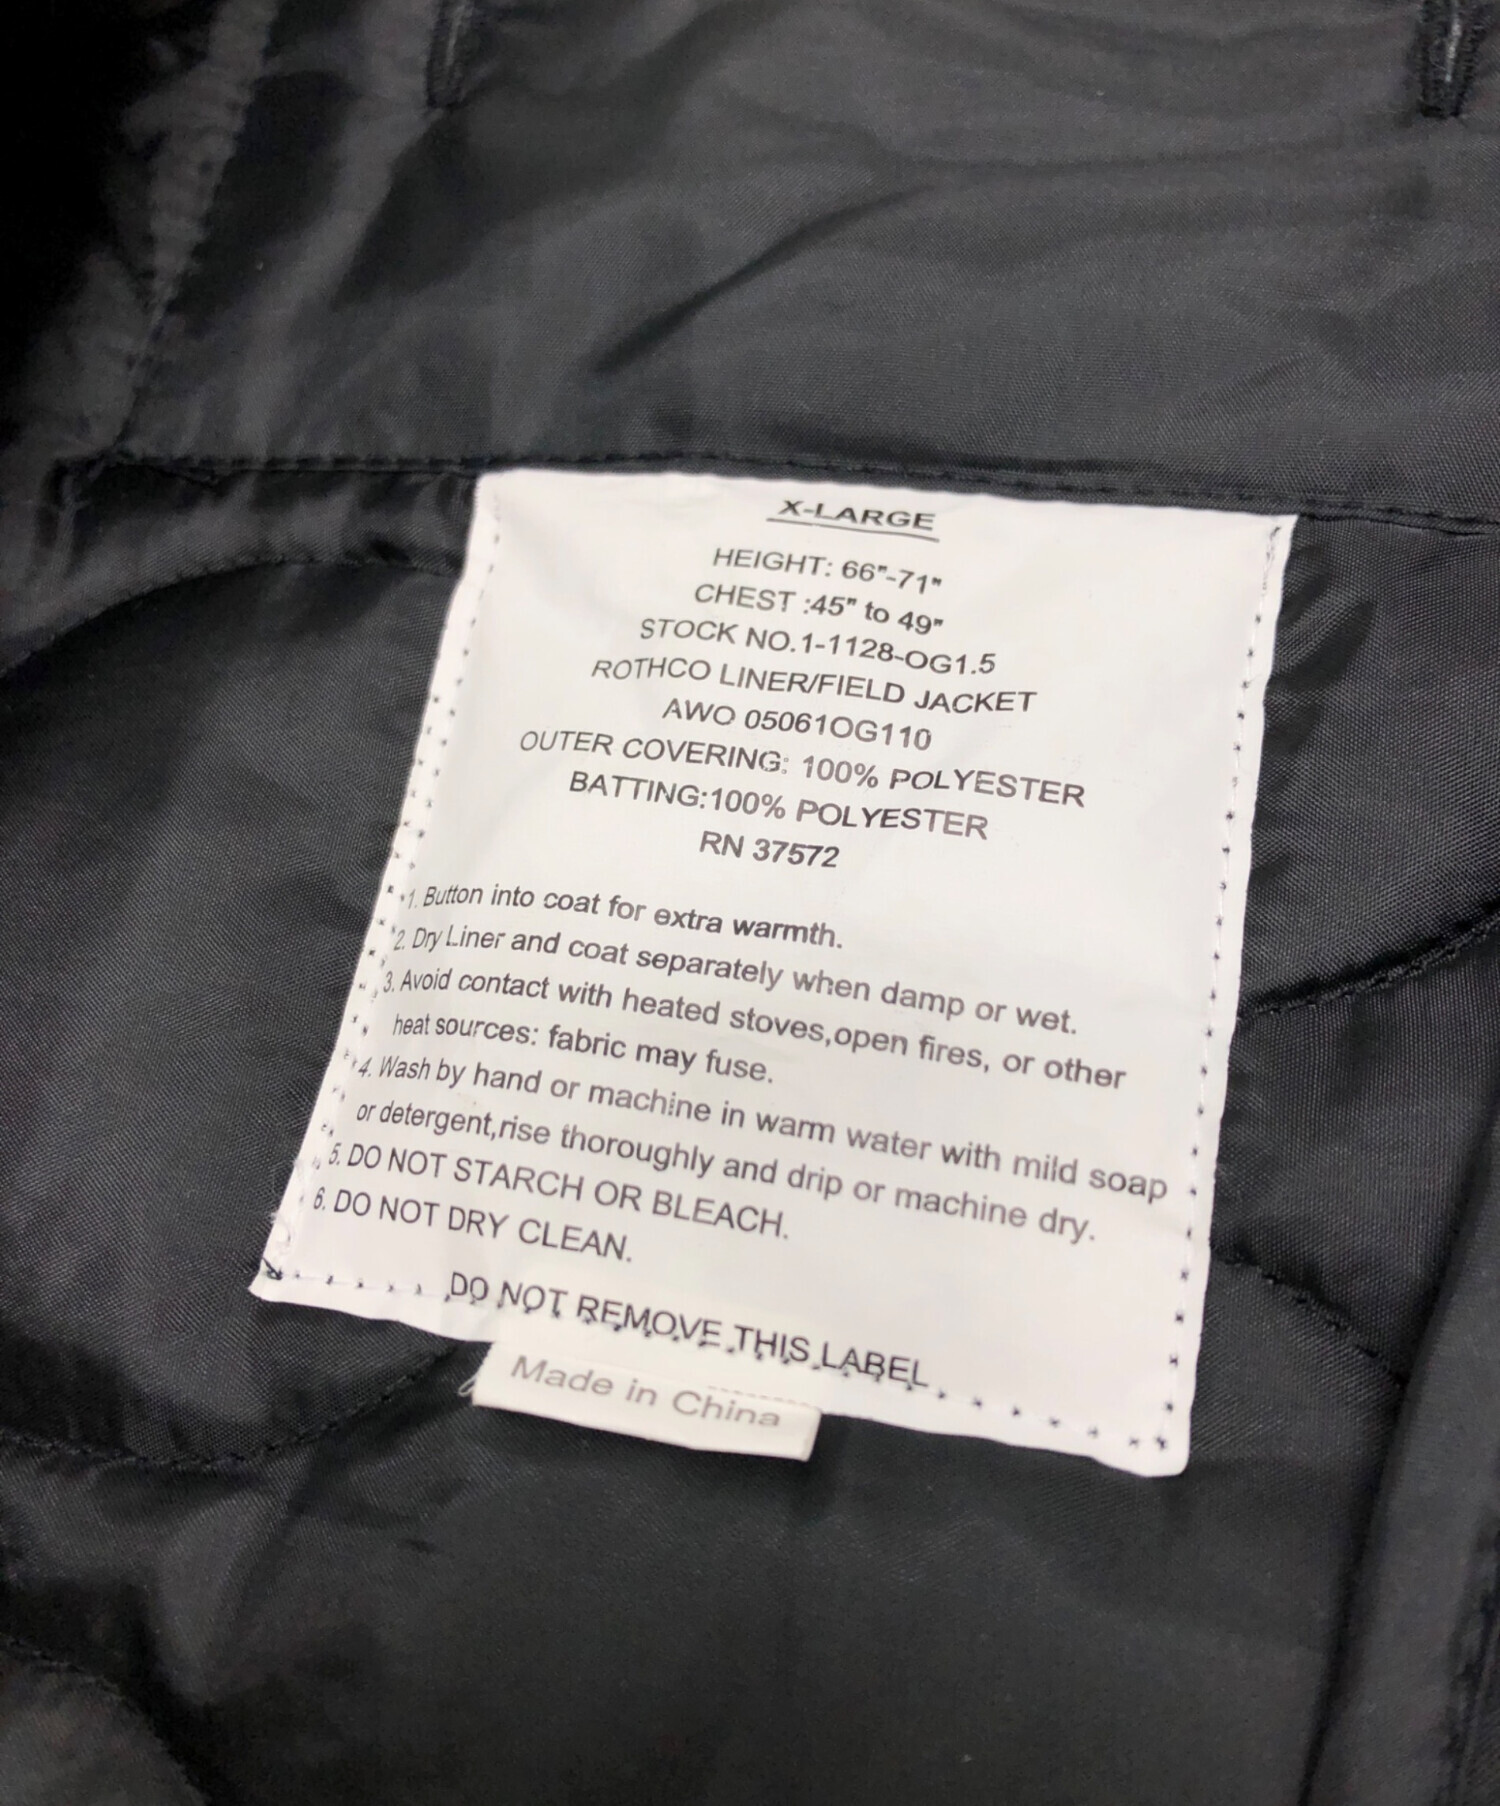 X-LARGE
HEIGHT: 66"-71"
CHEST :45" to 49"
STOCK NO.1-1128-OG1.5
ROTHCO LINER/FIELD JACKET
AWO 05061OG110
OUTER COVERING: 100% POLYESTER
BATTING:100% POLYESTER
RN 37572
1. Button into coat for extra warmth.
2. Dry Liner and coat separately when damp or wet.
3. Avoid contact with heated stoves,open fires, or other
heat sources: fabric may fuse.
4. Wash by hand or machine in warm water with mild soap
or detergent,rise thoroughly and drip or machine dry.
5. DO NOT STARCH OR BLEACH.
6. DO NOT DRY CLEAN.
DO NOT REMOVE THIS LABEL
Made in China